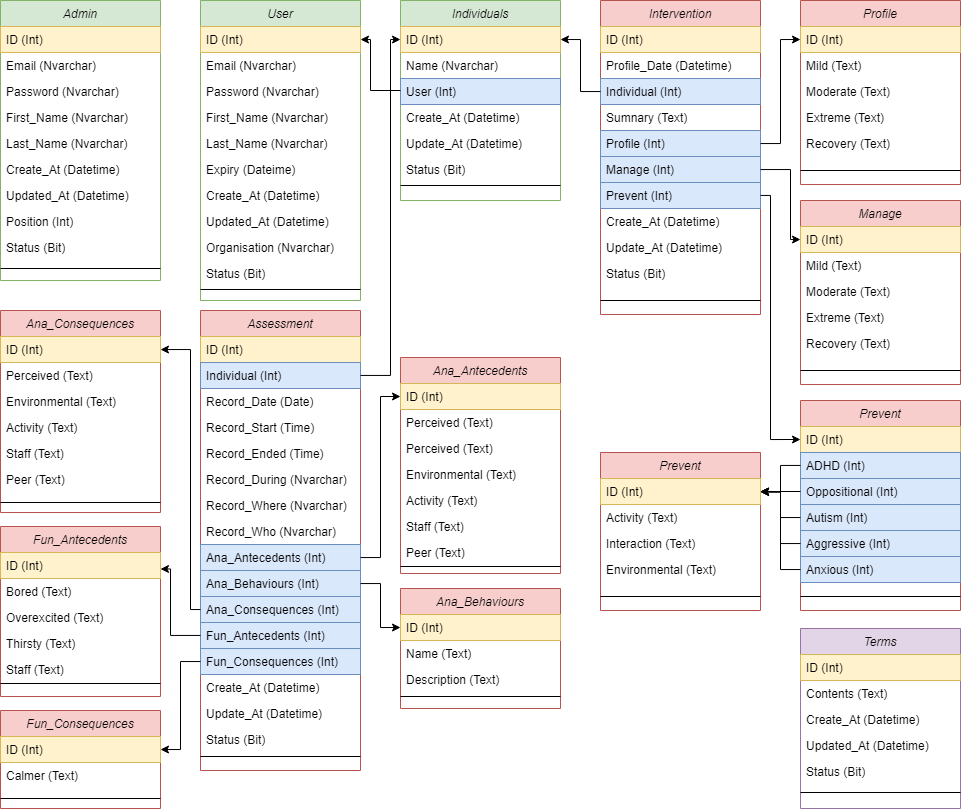 Admin
ID (Int)
Email (Nvarchar)
Password (Nvarchar)
First_Name (Nvarchar)
Last_Name (Nvarchar)
Create_At (Datetime)
Updated_At (Datetime)
Position (Int)
Status (Bit)
User
ID (Int)
Email (Nvarchar)
Password (Nvarchar)
First_Name (Nvarchar)
Last_Name (Nvarchar)
Expiry (Dateime)
Create_At (Datetime)
Updated_At (Datetime)
Organisation (Nvarchar)
Status (Bit)
Individuals
ID (Int)
Name (Nvarchar)
User (Int)
Create_At (Datetime)
Update_At (Datetime)
Status (Bit)
Intervention
ID (Int)
Profile_Date (Datetime)
Individual (Int)
Sumnary (Text)
Profile (Int)
Manage (Int)
Prevent (Int)
Create_At (Datetime)
Update_At (Datetime)
Status (Bit)
Profile
ID (Int)
Mild (Text)
Moderate (Text)
Extreme (Text)
Recovery (Text)
Manage
ID (Int)
Mild (Text)
Moderate (Text)
Extreme (Text)
Recovery (Text)
Ana_Consequences
ID (Int)
Perceived (Text)
Environmental (Text)
Activity (Text)
Staff (Text)
Peer (Text)
Assessment
ID (Int)
Individual (Int)
Record_Date (Date)
Record_Start (Time)
Record_Ended (Time)
Record_During (Nvarchar)
Record_Where (Nvarchar)
Record_Who (Nvarchar)
Ana_Antecedents (Int)
Ana_Behaviours (Int)
Ana_Consequences (Int)
Fun_Antecedents (Int)
Fun_Consequences (Int)
Create_At (Datetime)
Update_At (Datetime)
Status (Bit)
Ana_Antecedents
ID (Int)
Perceived (Text)
Perceived (Text)
Environmental (Text)
Activity (Text)
Staff (Text)
Peer (Text)
Prevent
ID (Int)
Activity (Text)
Interaction (Text)
Environmental (Text)
Prevent
ID (Int)
ADHD (Int)
Oppositional (Int)
Autism (Int)
Aggressive (Int)
Anxious (Int)
Fun_Antecedents
ID (Int)
Bored (Text)
Overexcited (Text)
Thirsty (Text)
Staff (Text)
Ana_Behaviours
ID (Int)
Name (Text)
Description (Text)
Terms
ID (Int)
Contents (Text)
Create_At (Datetime)
Updated_At (Datetime)
Status (Bit)
Fun_Consequences
ID (Int)
Calmer (Text)